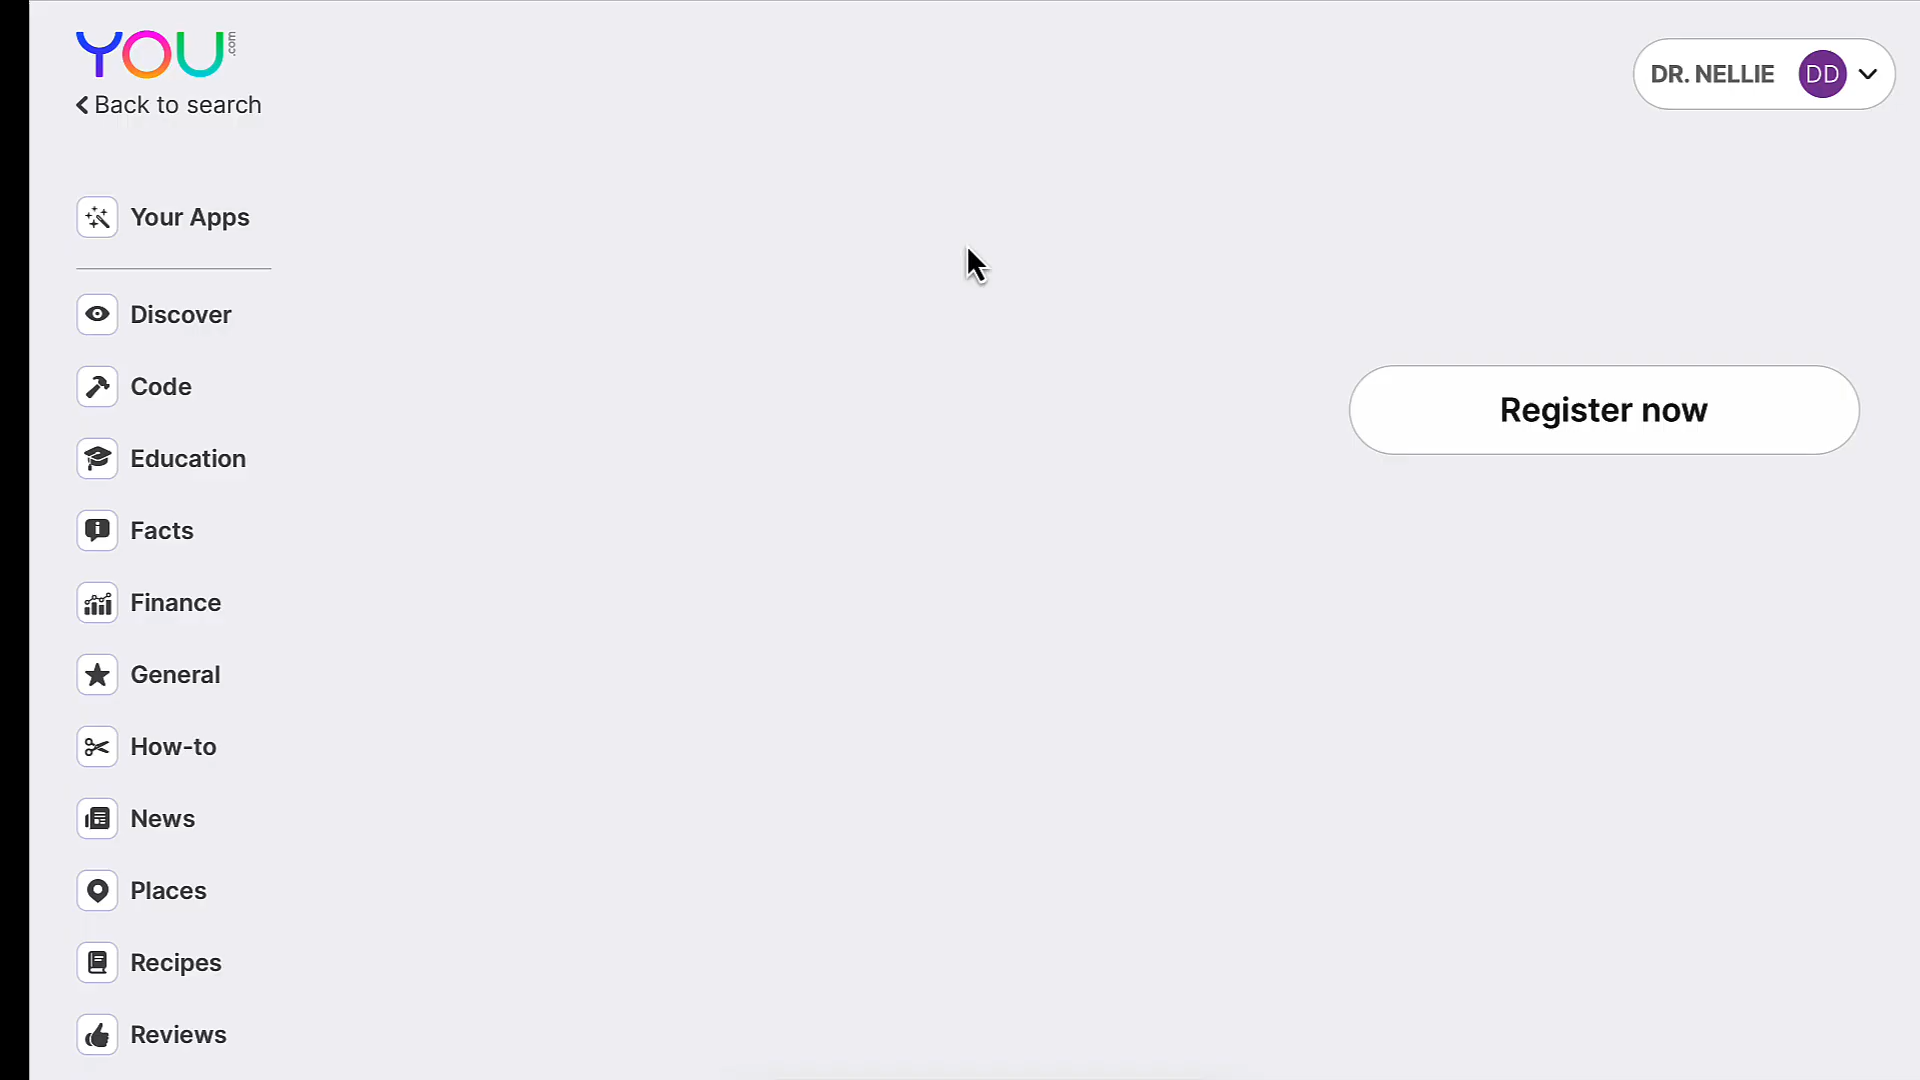 YOU.com
Back to search
DR. NELLIE DD
Your Apps
Discover
Code
Register now
Education
Facts
Finance
General
How-to
News
Places
Recipes
Reviews